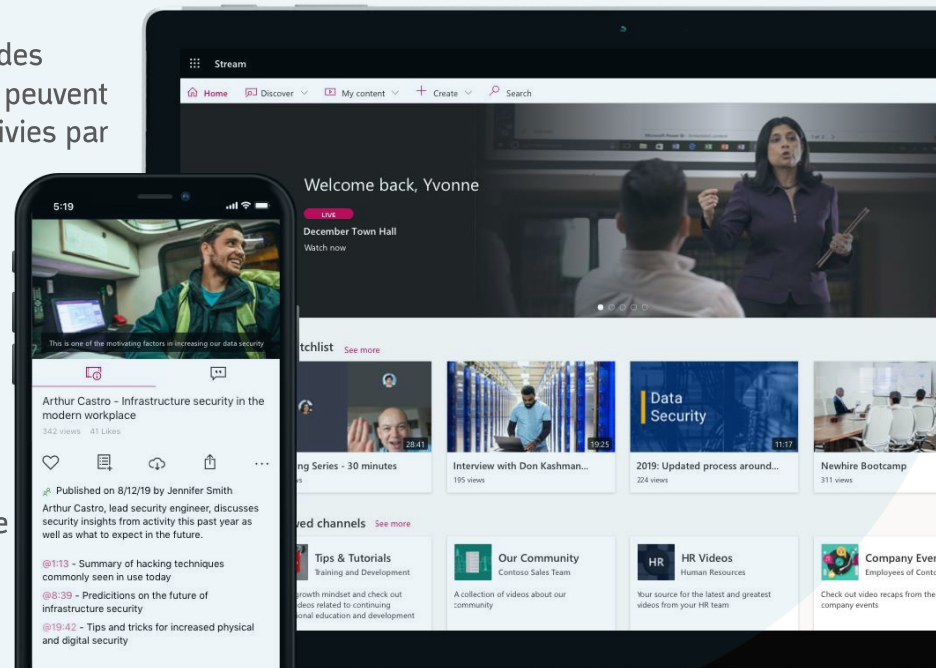 des
peuvent
ivies par
e
Stream
Home Discover My content Create Search
Welcome back, Yvonne
LIVE
December Town Hall
Watch now
tchlist See more
28:41
ng Series - 30 minutes
ws
19:25
Interview with Don Kashman...
195 views
Data
Security
11:17
2019: Updated process around...
224 views
Newhire Bootcamp
311 views
wed channels See more
Tips & Tutorials
Training and Development
growth mindset and check out
deos related to continuing
ional education and development
Our Community
Contoso Sales Team
A collection of videos about our
community
HR
HR Videos
Human Resources
Your source for the latest and greatest
videos from your HR team
Company Even
Employees of Conto
Check out video recaps from the
company events
5:19
This is one of the motivating factors in increasing our data security
Arthur Castro - Infrastructure security in the
modern workplace
342 views 41 Likes
Published on 8/12/19 by Jennifer Smith
Arthur Castro, lead security engineer, discusses
security insights from activity this past year as
well as what to expect in the future.
@1:13 - Summary of hacking techniques
commonly seen in use today
@8:39 - Predicitions on the future of
infrastructure security
@19:42 - Tips and tricks for increased physical
and digital security